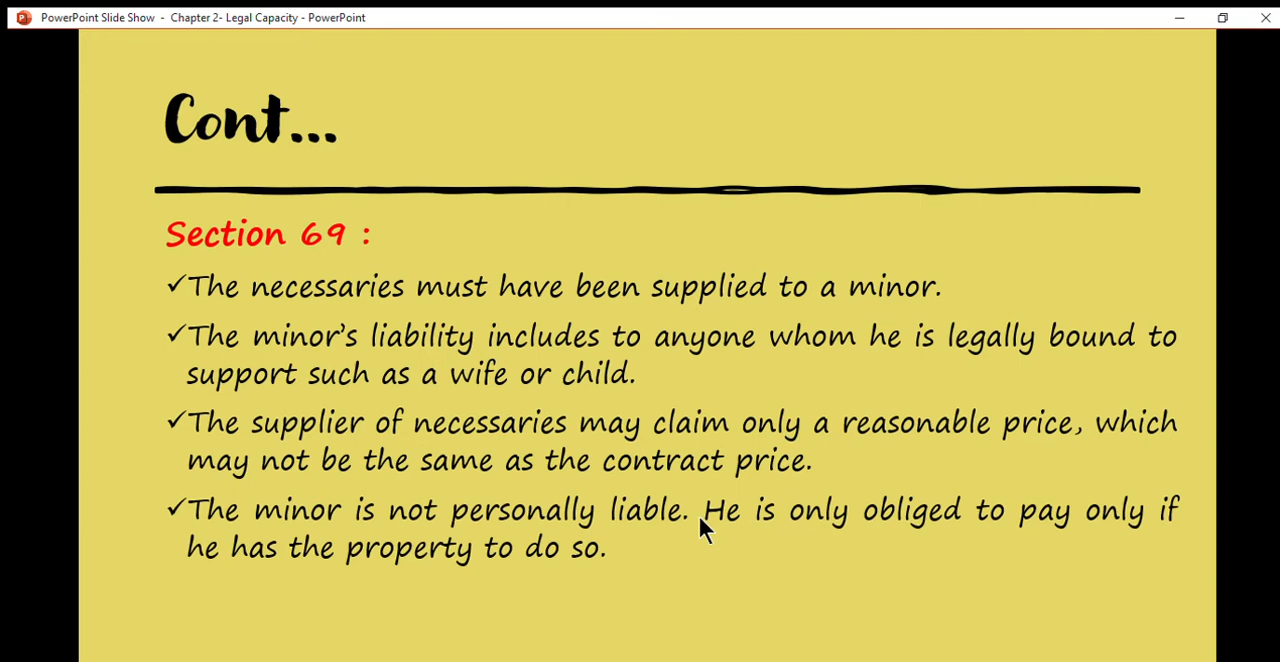 PowerPoint Slide Show - Chapter 2- Legal Capacity - PowerPoint
Cont...
Section 69 :
✓The necessaries must have been supplied to a minor.
✓The minor’s liability includes to anyone whom he is legally bound to
support such as a wife or child.
✓The supplier of necessaries may claim only a reasonable price, which
may not be the same as the contract price.
✓The minor is not personally liable. He is only obliged to pay only if
he has the property to do so.